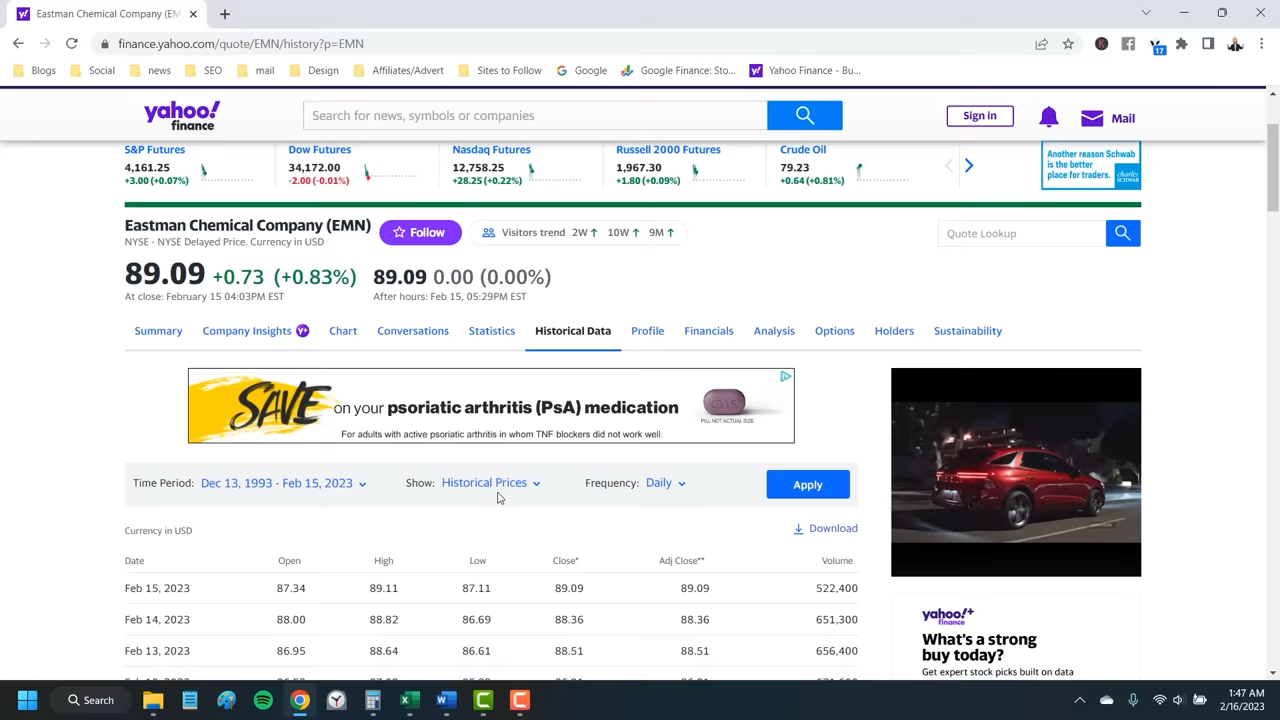 Eastman Chemical Company (EM
finance.yahoo.com/quote/EMN/history?p=EMN
17
Blogs Social news SEO mail Design Affiliates/Advert Sites to Follow Google Google Finance: Sto... Yahoo Finance - Bu...
yahoo!
finance
Search for news, symbols or companies
Sign in
Mail
S&P Futures
4,161.25
+3.00 (+0.07%)
Dow Futures
34,172.00
-2.00 (-0.01%)
Nasdaq Futures
12,758.25
+28.25 (+0.22%)
Russell 2000 Futures
1,967.30
+1.80 (+0.09%)
Crude Oil
79.23
+0.64 (+0.81%)
Another reason Schwab
is the better
place for traders.
charles
SCHWAB
Eastman Chemical Company (EMN)
NYSE - NYSE Delayed Price. Currency in USD
Follow
Visitors trend 2W 10W 9M
Quote Lookup
89.09 +0.73 (+0.83%)
At close: February 15 04:03PM EST
89.09 0.00 (0.00%)
After hours: Feb 15, 05:29PM EST
Summary Company Insights Y+ Chart Conversations Statistics Historical Data Profile Financials Analysis Options Holders Sustainability
SAVE on your psoriatic arthritis (PsA) medication
For adults with active psoriatic arthritis in whom TNF blockers did not work well.
PILL NOT ACTUAL SIZE
Time Period: Dec 13, 1993 - Feb 15, 2023 Show: Historical Prices Frequency: Daily Apply
Currency in USD Download
Date Open High Low Close* Adj Close** Volume
Feb 15, 2023 87.34 89.11 87.11 89.09 89.09 522,400
Feb 14, 2023 88.00 88.82 86.69 88.36 88.36 651,300
Feb 13, 2023 86.95 88.64 86.61 88.51 88.51 656,400
yahoo!+
finance
What's a strong
buy today?
Get expert stock picks built on data
Search
1:47 AM
2/16/2023